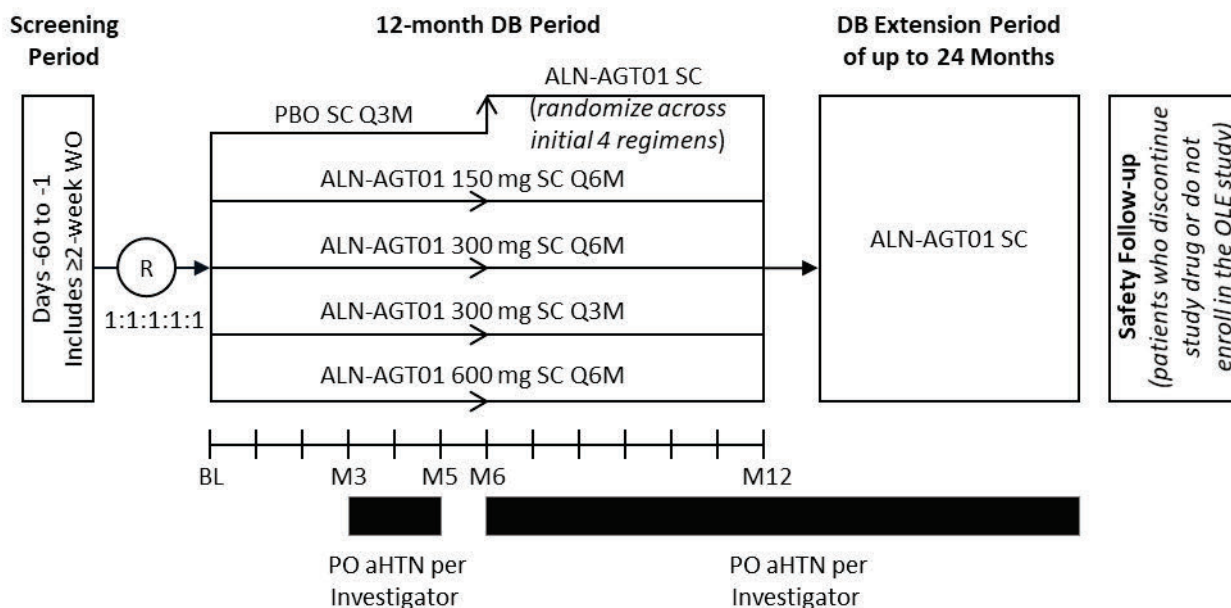 Screening
Period
12-month DB Period
DB Extension Period
of up to 24 Months
Days -60 to -1
Includes ≥2-week WO
R
1:1:1:1:1
PBO SC Q3M
ALN-AGT01 SC
(randomize across
initial 4 regimens)
ALN-AGT01 150 mg SC Q6M
ALN-AGT01 300 mg SC Q6M
ALN-AGT01 300 mg SC Q3M
ALN-AGT01 600 mg SC Q6M
ALN-AGT01 SC
Safety Follow-up
(patients who discontinue
study drug or do not
enroll in the OLE study)
BL M3 M5 M6 M12
PO aHTN per
Investigator
PO aHTN per
Investigator